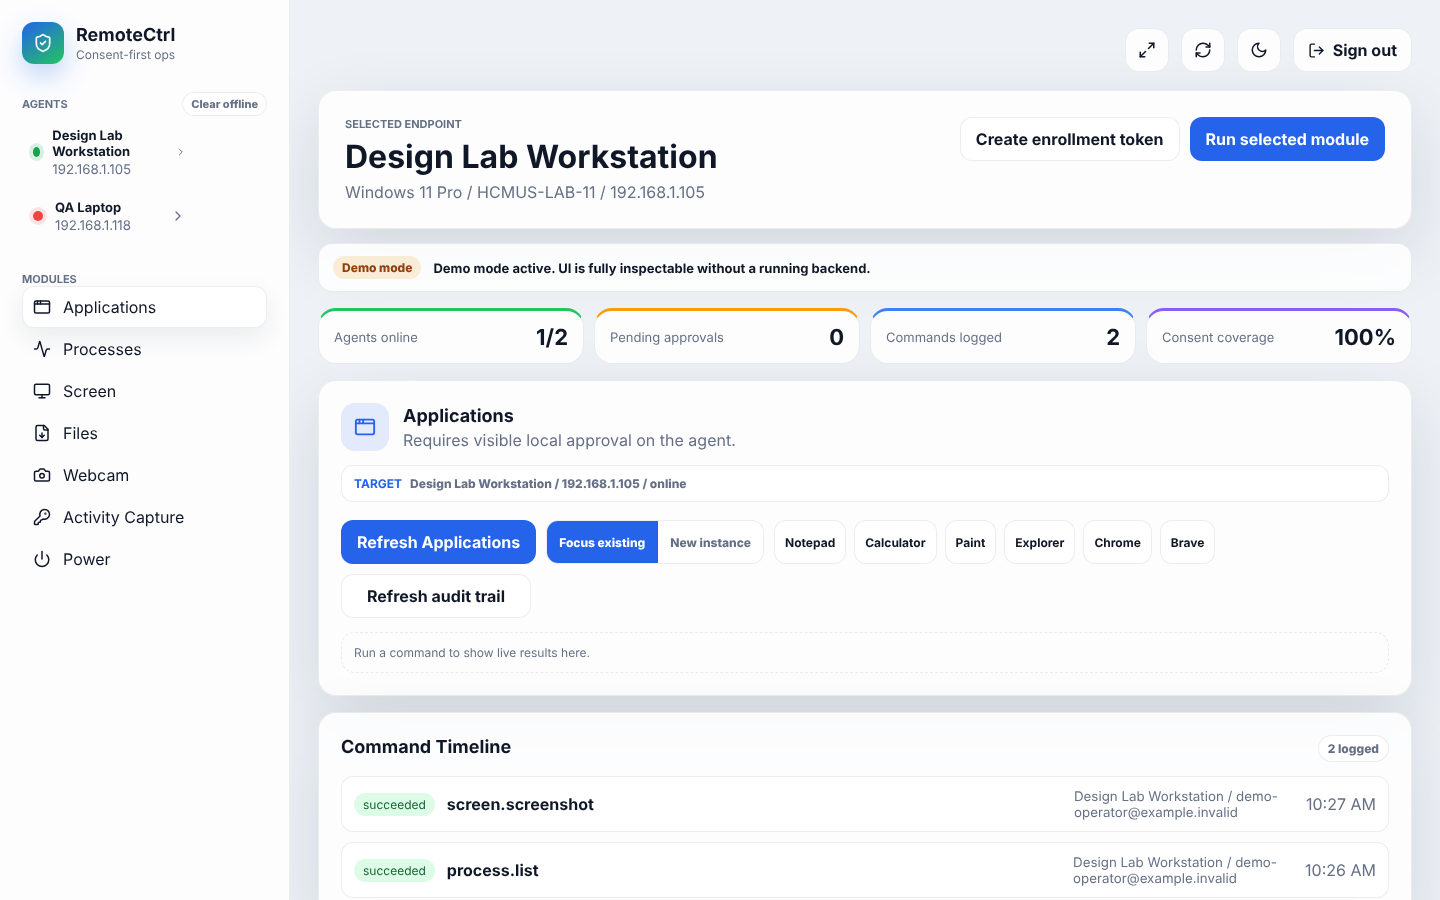 RemoteCtrl
Consent-first ops
AGENTS
Clear offline
Design Lab
Workstation
192.168.1.105
QA Laptop
192.168.1.118
MODULES
Applications
Processes
Screen
Files
Webcam
Activity Capture
Power
Sign out
SELECTED ENDPOINT
Design Lab Workstation
Windows 11 Pro / HCMUS-LAB-11 / 192.168.1.105
Create enrollment token
Run selected module
Demo mode
Demo mode active. UI is fully inspectable without a running backend.
Agents online
1/2
Pending approvals
0
Commands logged
2
Consent coverage
100%
Applications
Requires visible local approval on the agent.
TARGET Design Lab Workstation / 192.168.1.105 / online
Refresh Applications
Focus existing
New instance
Notepad
Calculator
Paint
Explorer
Chrome
Brave
Refresh audit trail
Run a command to show live results here.
Command Timeline
2 logged
succeeded
screen.screenshot
Design Lab Workstation / demo-
operator@example.invalid
10:27 AM
succeeded
process.list
Design Lab Workstation / demo-
operator@example.invalid
10:26 AM